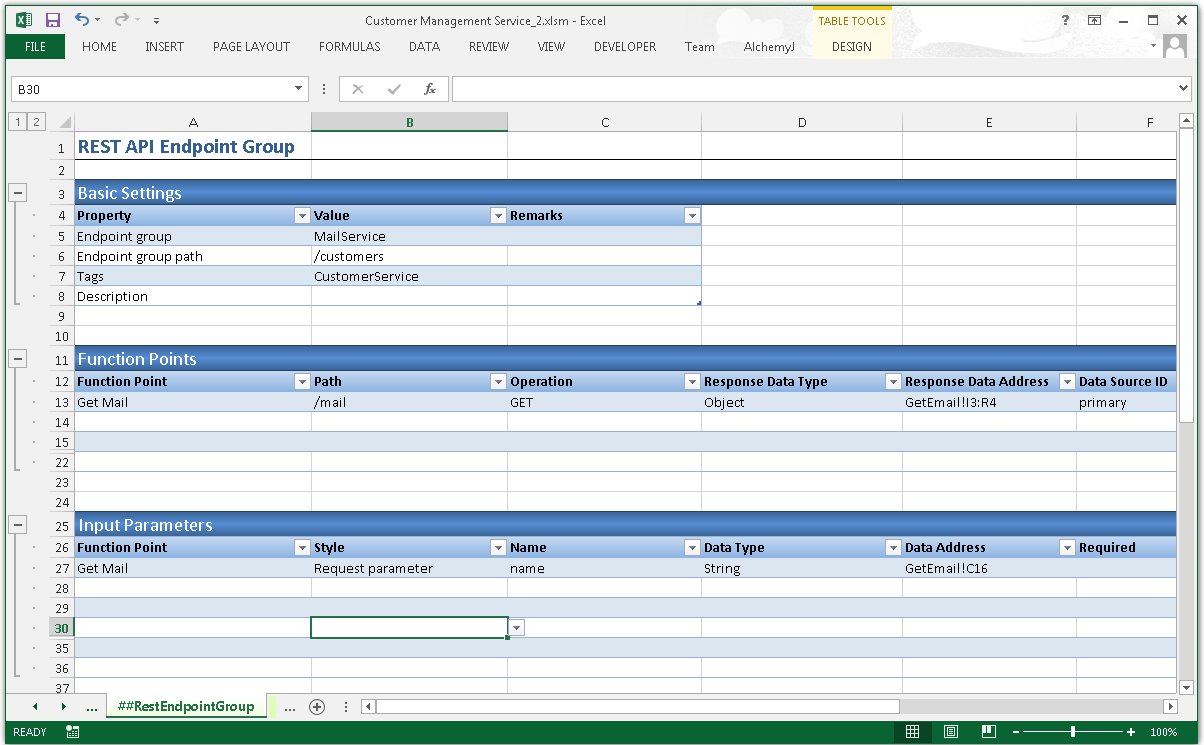 Customer Management Service_2.xlsm - Excel
TABLE TOOLS
?
FILE HOME INSERT PAGE LAYOUT FORMULAS DATA REVIEW VIEW DEVELOPER Team AlchemyJ DESIGN
B30 fx
1 2 A B C D E F
1 REST API Endpoint Group
2
3 Basic Settings
4 Property Value Remarks
5 Endpoint group MailService
6 Endpoint group path /customers
7 Tags CustomerService
8 Description
9
10
11 Function Points
12 Function Point Path Operation Response Data Type Response Data Address Data Source ID
13 Get Mail /mail GET Object GetEmail!I3:R4 primary
14
15
22
23
24
25 Input Parameters
26 Function Point Style Name Data Type Data Address Required
27 Get Mail Request parameter name String GetEmail!C16
28
29
30
35
36
37
... ##RestEndpointGroup ...
READY 100%